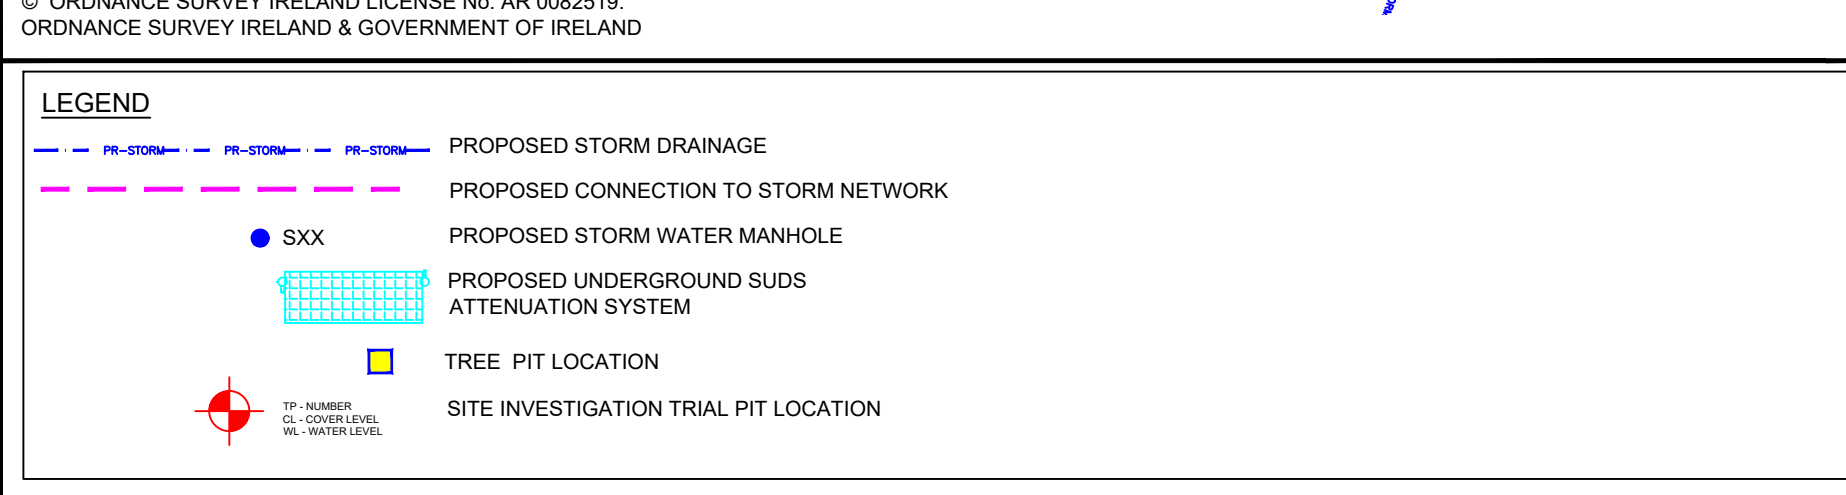 © ORDNANCE SURVEY IRELAND LICENSE No. AR 0082519.
ORDNANCE SURVEY IRELAND & GOVERNMENT OF IRELAND
LEGEND
PR-STORM PR-STORM PR-STORM PROPOSED STORM DRAINAGE
PROPOSED CONNECTION TO STORM NETWORK
SXX PROPOSED STORM WATER MANHOLE
PROPOSED UNDERGROUND SUDS
ATTENUATION SYSTEM
TREE PIT LOCATION
TP - NUMBER
CL - COVER LEVEL
WL - WATER LEVEL
SITE INVESTIGATION TRIAL PIT LOCATION